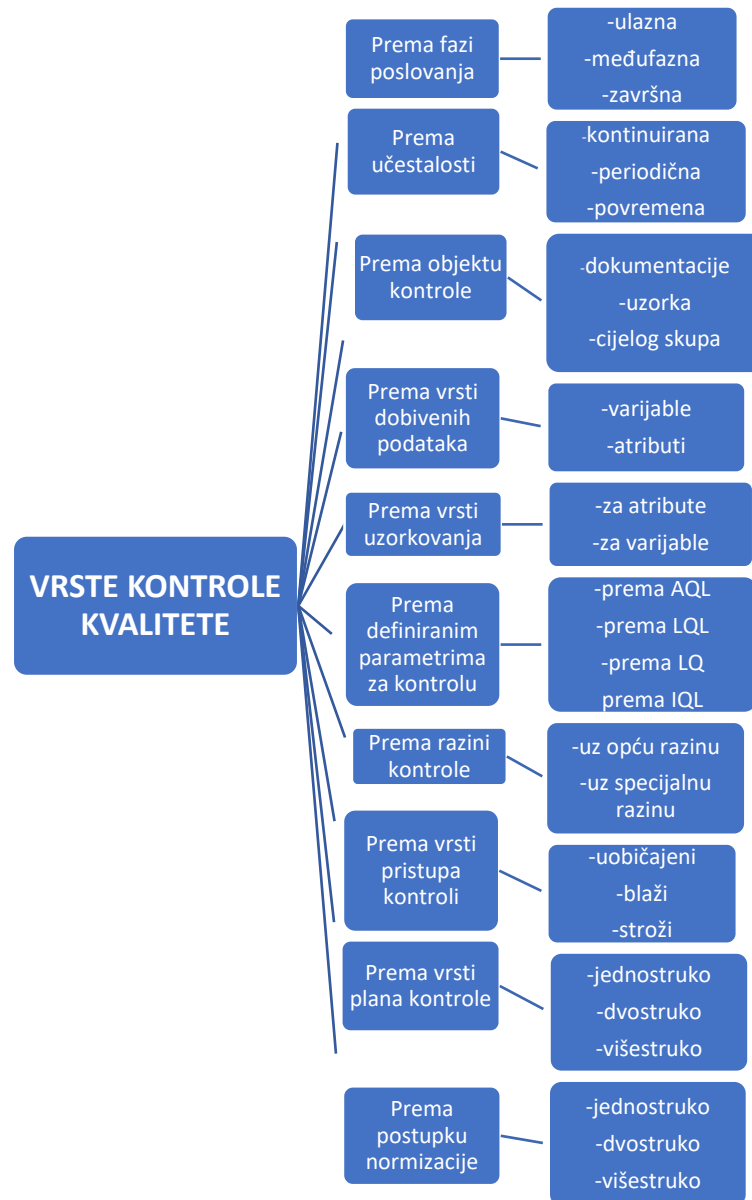 Prema fazi
poslovanja
-ulazna
-međufazna
-završna
Prema
učestalosti
-kontinuirana
-periodična
-povremena
Prema objektu
kontrole
-dokumentacije
-uzorka
-cijelog skupa
Prema vrsti
dobivenih
podataka
-varijable
-atributi
Prema vrsti
uzorkovanja
-za atribute
-za varijable
VRSTE KONTROLE
KVALITETE
Prema
definiranim
parametrima
za kontrolu
-prema AQL
-prema LQL
-prema LQ
prema IQL
Prema razini
kontrole
-uz opću razinu
-uz specijalnu
razinu
Prema vrsti
pristupa
kontroli
-uobičajeni
-blaži
-stroži
Prema vrsti
plana kontrole
-jednostruko
-dvostruko
-višestruko
Prema
postupku
normizacije
-jednostruko
-dvostruko
-višestruko